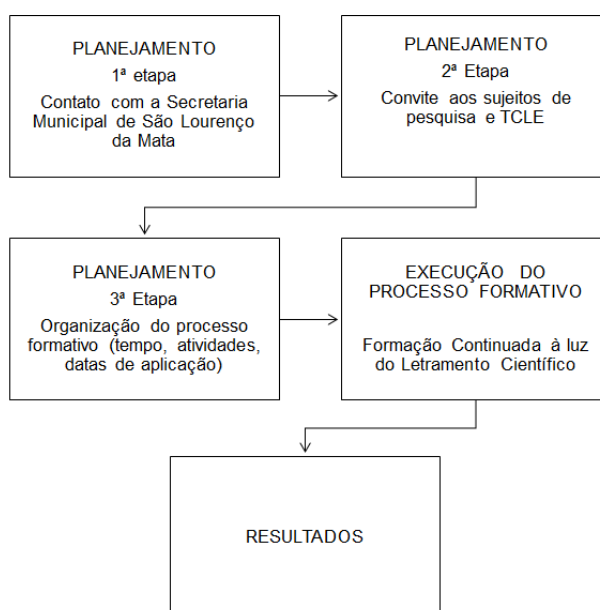 PLANEJAMENTO
1ª etapa
Contato com a Secretaria
Municipal de São Lourenço
da Mata
PLANEJAMENTO
2ª Etapa
Convite aos sujeitos de
pesquisa e TCLE
PLANEJAMENTO
3ª Etapa
Organização do processo
formativo (tempo, atividades,
datas de aplicação)
EXECUÇÃO DO
PROCESSO FORMATIVO
Formação Continuada à luz
do Letramento Científico
RESULTADOS